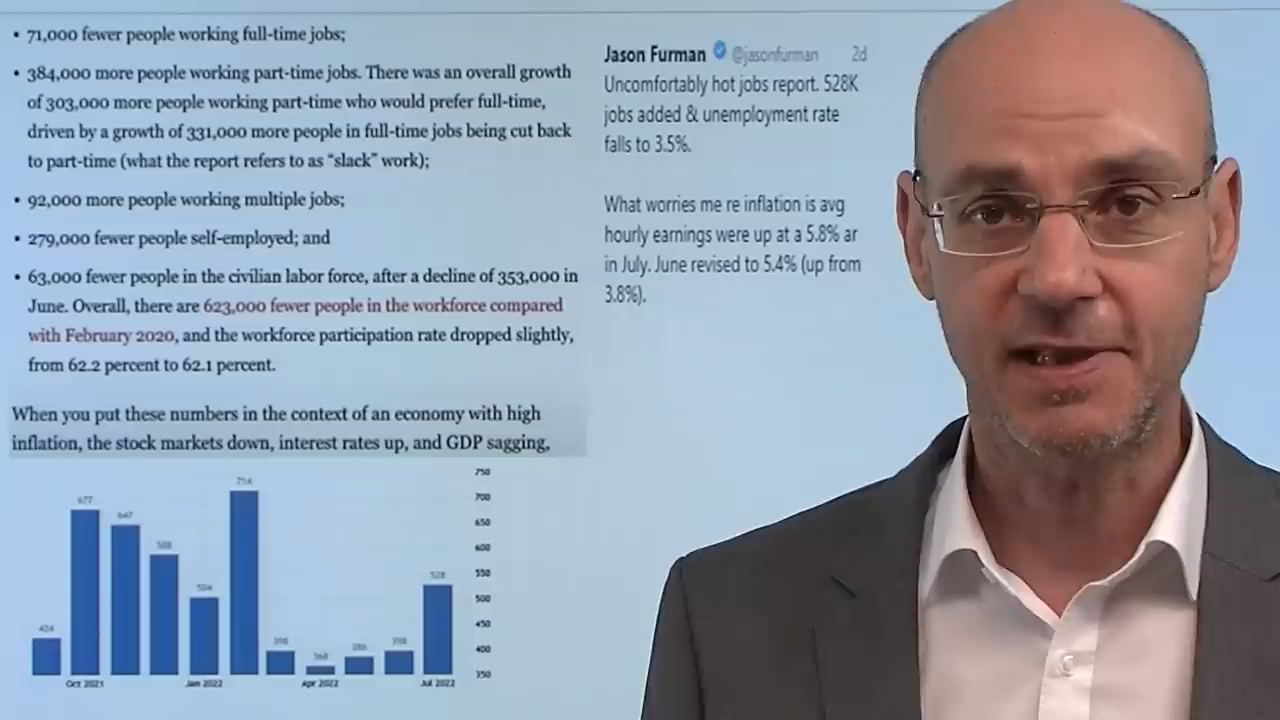 • 71,000 fewer people working full-time jobs;
• 384,000 more people working part-time jobs. There was an overall growth
of 303,000 more people working part-time who would prefer full-time,
driven by a growth of 331,000 more people in full-time jobs being cut back
to part-time (what the report refers to as “slack” work);
• 92,000 more people working multiple jobs;
• 279,000 fewer people self-employed; and
• 63,000 fewer people in the civilian labor force, after a decline of 353,000 in
June. Overall, there are 623,000 fewer people in the workforce compared
with February 2020, and the workforce participation rate dropped slightly,
from 62.2 percent to 62.1 percent.
When you put these numbers in the context of an economy with high
inflation, the stock markets down, interest rates up, and GDP sagging,
Jason Furman @jasonfurman 2d
Uncomfortably hot jobs report. 528K
jobs added & unemployment rate
falls to 3.5%.
What worries me re inflation is avg
hourly earnings were up at a 5.8% ar
in July. June revised to 5.4% (up from
3.8%).
424
677
647
588
504
714
398
368
386
398
528
750
700
650
600
550
500
450
400
350
Oct 2021
Jan 2022
Apr 2022
Jul 2022